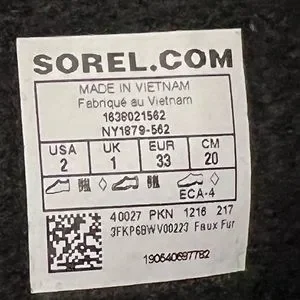 SOREL.COM
MADE IN VIETNAM
Fabriqué au Vietnam
1638021562
NY1879-562
USA UK EUR CM
2 1 33 20
ECA-4
40027 PKN 1216 217
3FKP6BWV00223 Faux Fur
190540697782